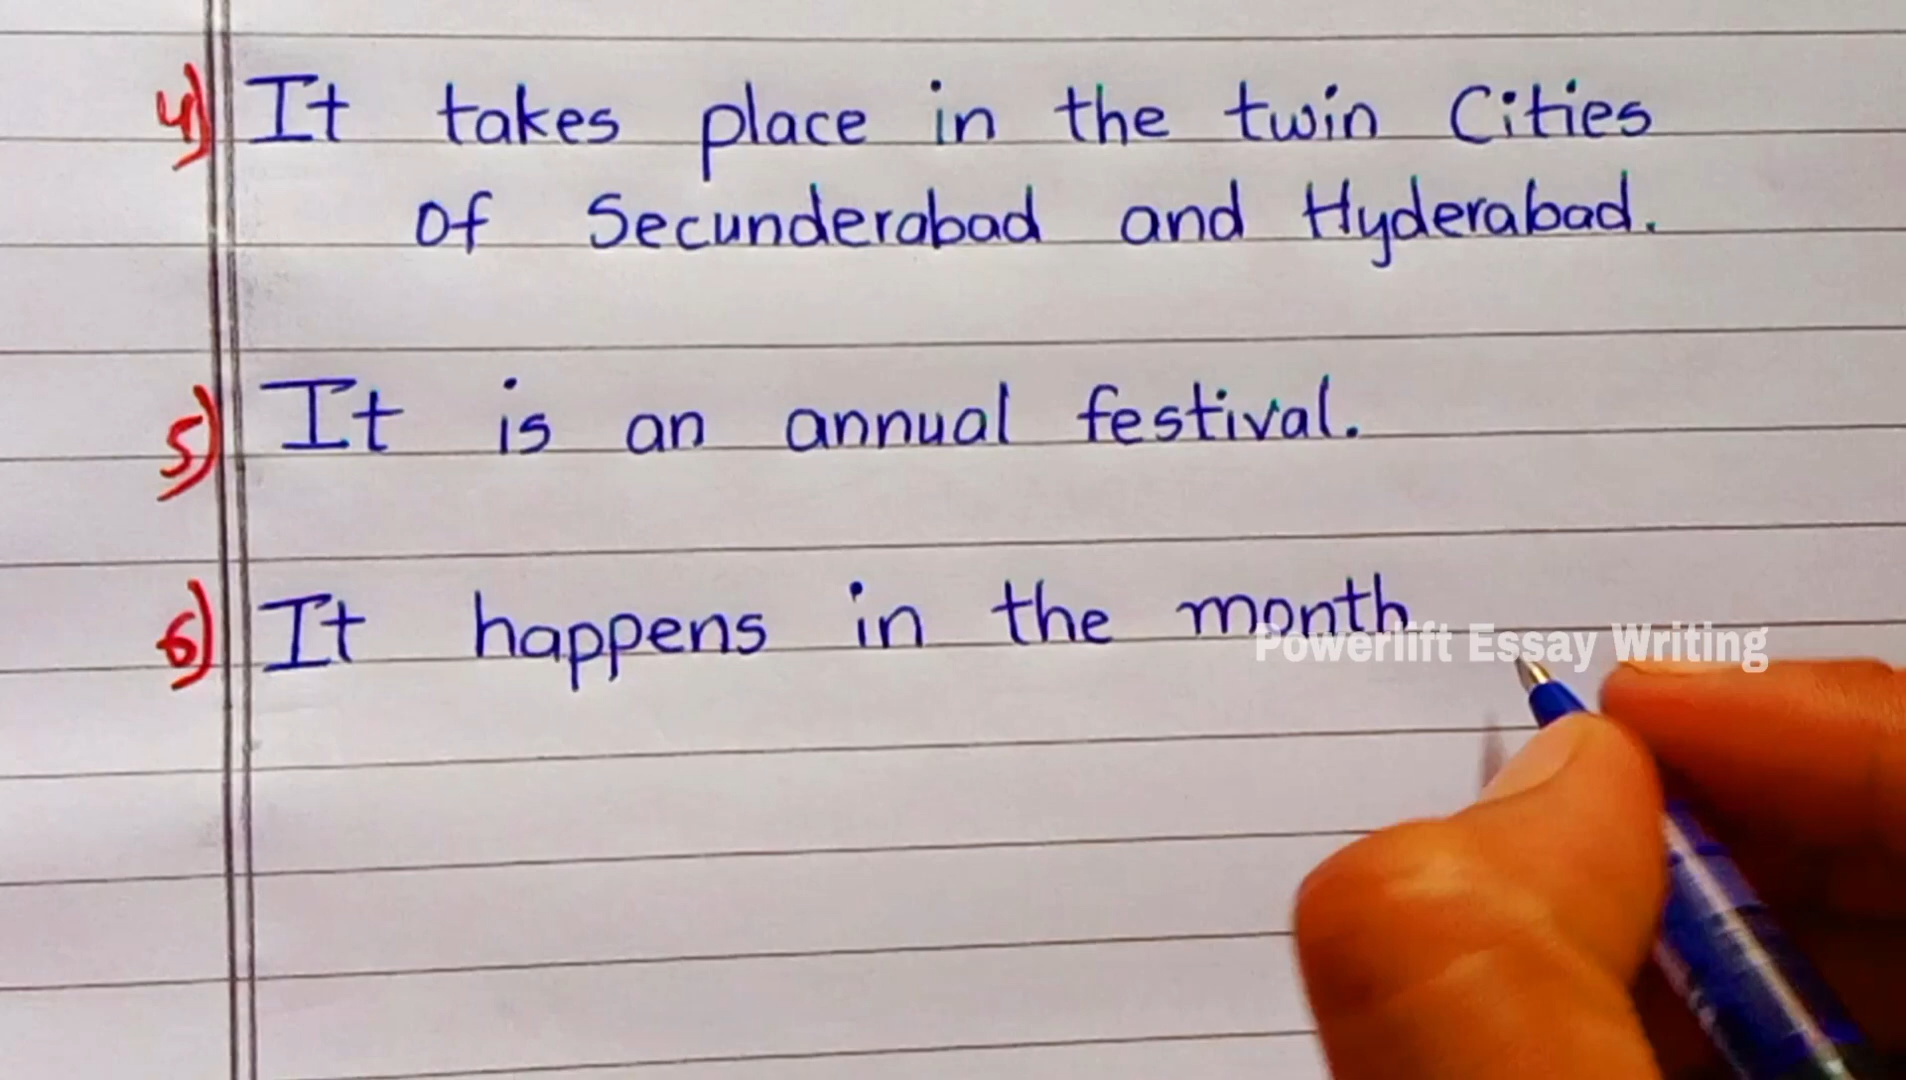 4) It takes place in the twin Cities
of Secunderabad and Hyderabad.
5) It is an annual festival.
6) It happens in the month
Powerlift Essay Writing